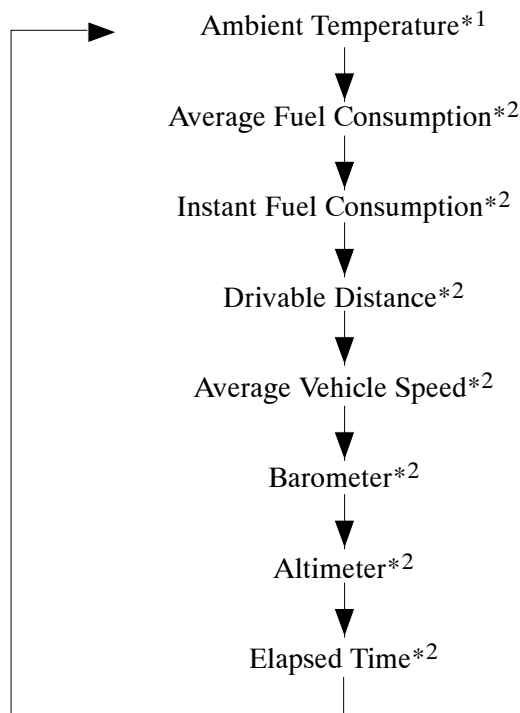 Ambient Temperature*1
Average Fuel Consumption*2
Instant Fuel Consumption*2
Drivable Distance*2
Average Vehicle Speed*2
Barometer*2
Altimeter*2
Elapsed Time*2